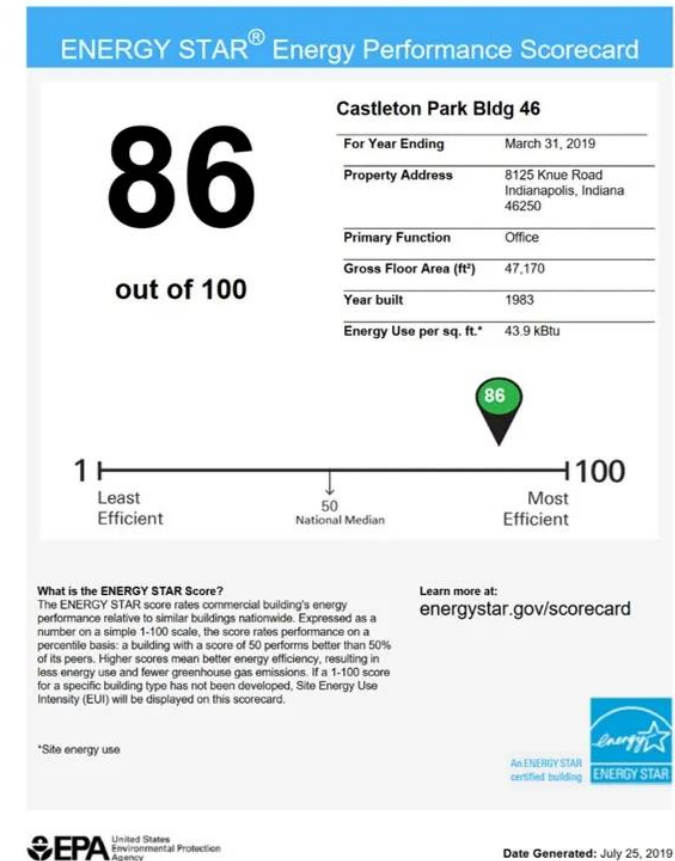 ENERGY STAR® Energy Performance Scorecard
86
out of 100
Castleton Park Bldg 46
For Year Ending March 31, 2019
Property Address 8125 Knue Road
Indianapolis, Indiana
46250
Primary Function Office
Gross Floor Area (ft²) 47,170
Year built 1983
Energy Use per sq. ft.* 43.9 kBtu
86
1 100
Least
Efficient
50
National Median
Most
Efficient
What is the ENERGY STAR Score?
The ENERGY STAR score rates commercial building's energy
performance relative to similar buildings nationwide. Expressed as a
number on a simple 1-100 scale, the score rates performance on a
percentile basis: a building with a score of 50 performs better than 50%
of its peers. Higher scores mean better energy efficiency, resulting in
less energy use and fewer greenhouse gas emissions. If a 1-100 score
for a specific building type has not been developed, Site Energy Use
Intensity (EUI) will be displayed on this scorecard.
*Site energy use
Learn more at:
energystar.gov/scorecard
An ENERGY STAR
certified building
energy
ENERGY STAR
EPA United States
Environmental Protection
Agency
Date Generated: July 25, 2019